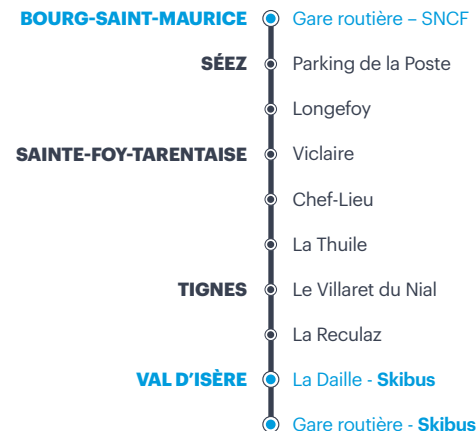 BOURG-SAINT-MAURICE Gare routière – SNCF
SÉEZ Parking de la Poste
Longefoy
SAINTE-FOY-TARENTAISE Viclaire
Chef-Lieu
La Thuile
TIGNES Le Villaret du Nial
La Reculaz
VAL D'ISÈRE La Daille - Skibus
Gare routière - Skibus